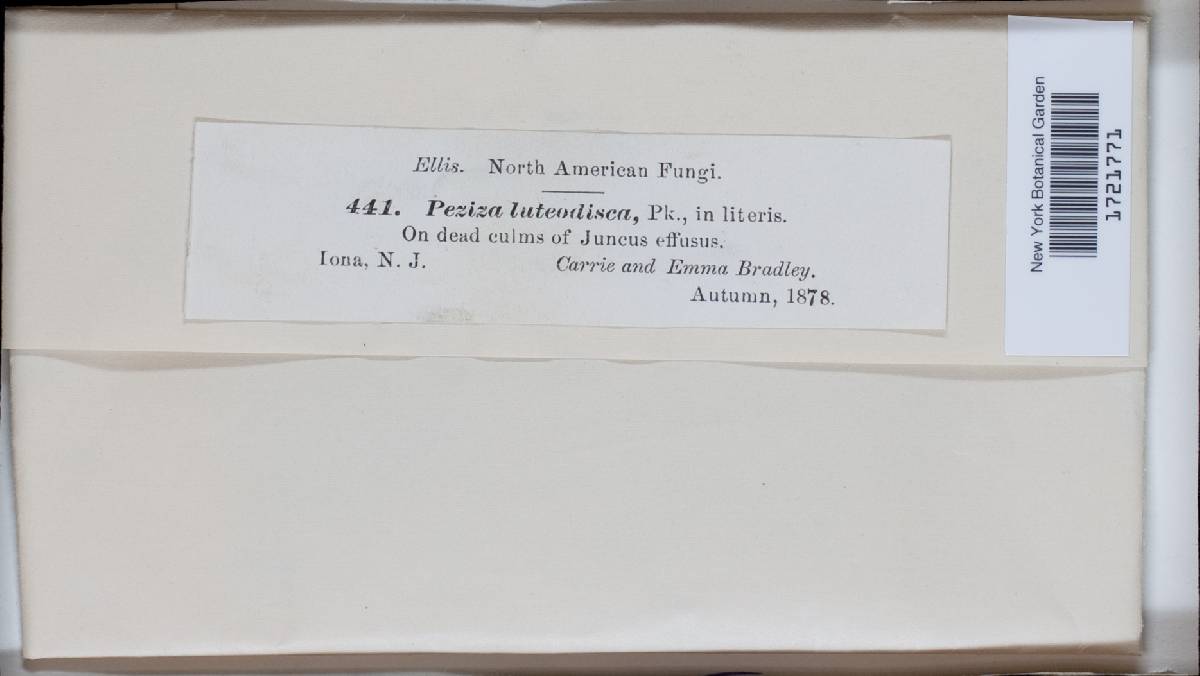 Ellis. North American Fungi.
441. Peziza luteodisca, Pk., in literis.
On dead culms of Juncus effusus.
Iona, N. J. Carrie and Emma Bradley.
Autumn, 1878.
New York Botanical Garden
1721771